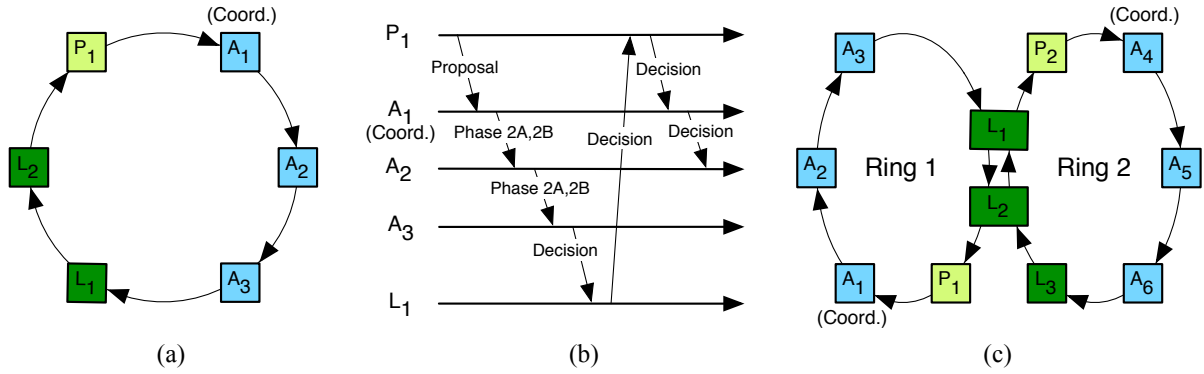 (Coord.)
P1
A1
L2
A2
L1
A3
(a)
P1
Proposal
Decision
A1
(Coord.)
Phase 2A,2B
Decision
Decision
A2
Phase 2A,2B
A3
Decision
L1
(b)
(Coord.)
A3
P2
A4
L1
A2
Ring 1
Ring 2
A5
L2
A1
P1
L3
A6
(Coord.)
(c)